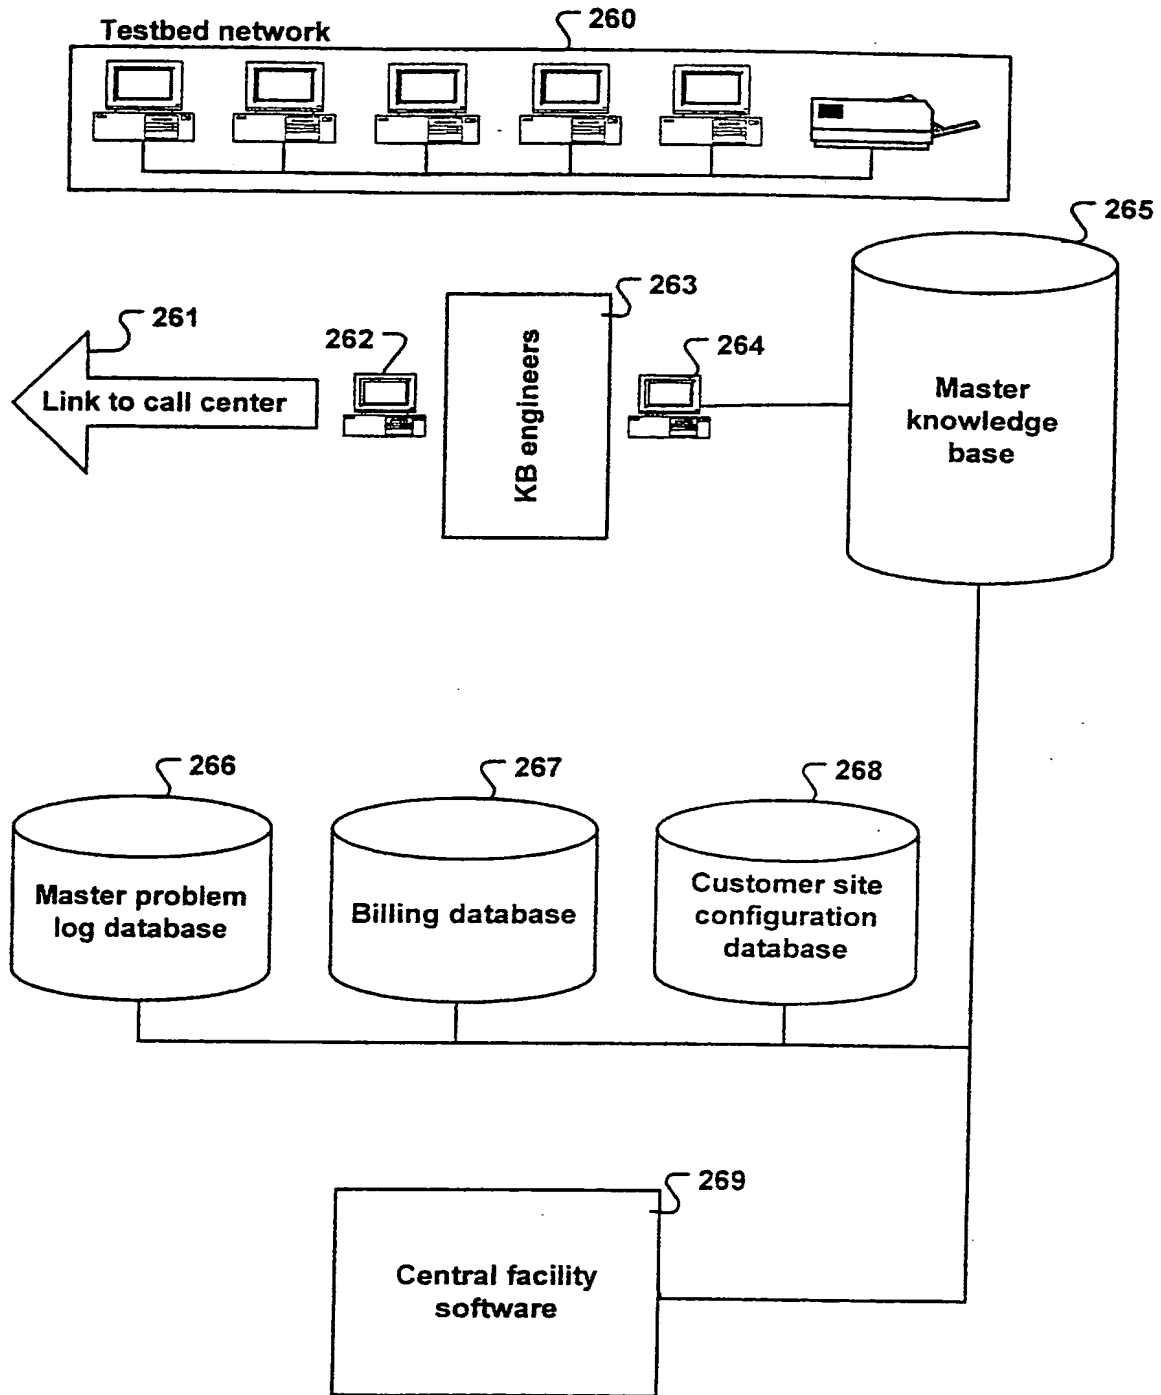 Testbed network
260
265
261
262
263
264
Link to call center
KB engineers
Master
knowledge
base
266
267
268
Master problem
log database
Billing database
Customer site
configuration
database
269
Central facility
software